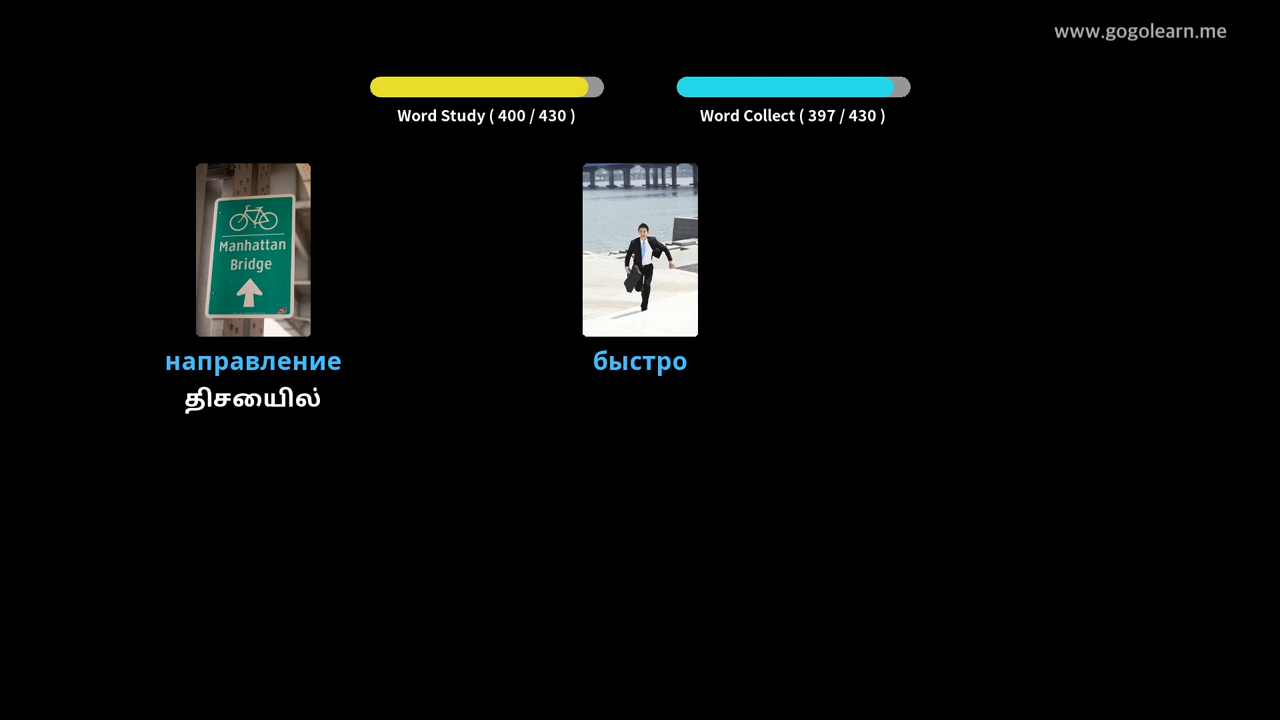 www.gogolearn.me
Word Study ( 400 / 430 )
Word Collect ( 397 / 430 )
Manhattan
Bridge
направление
быстро
திசையில்